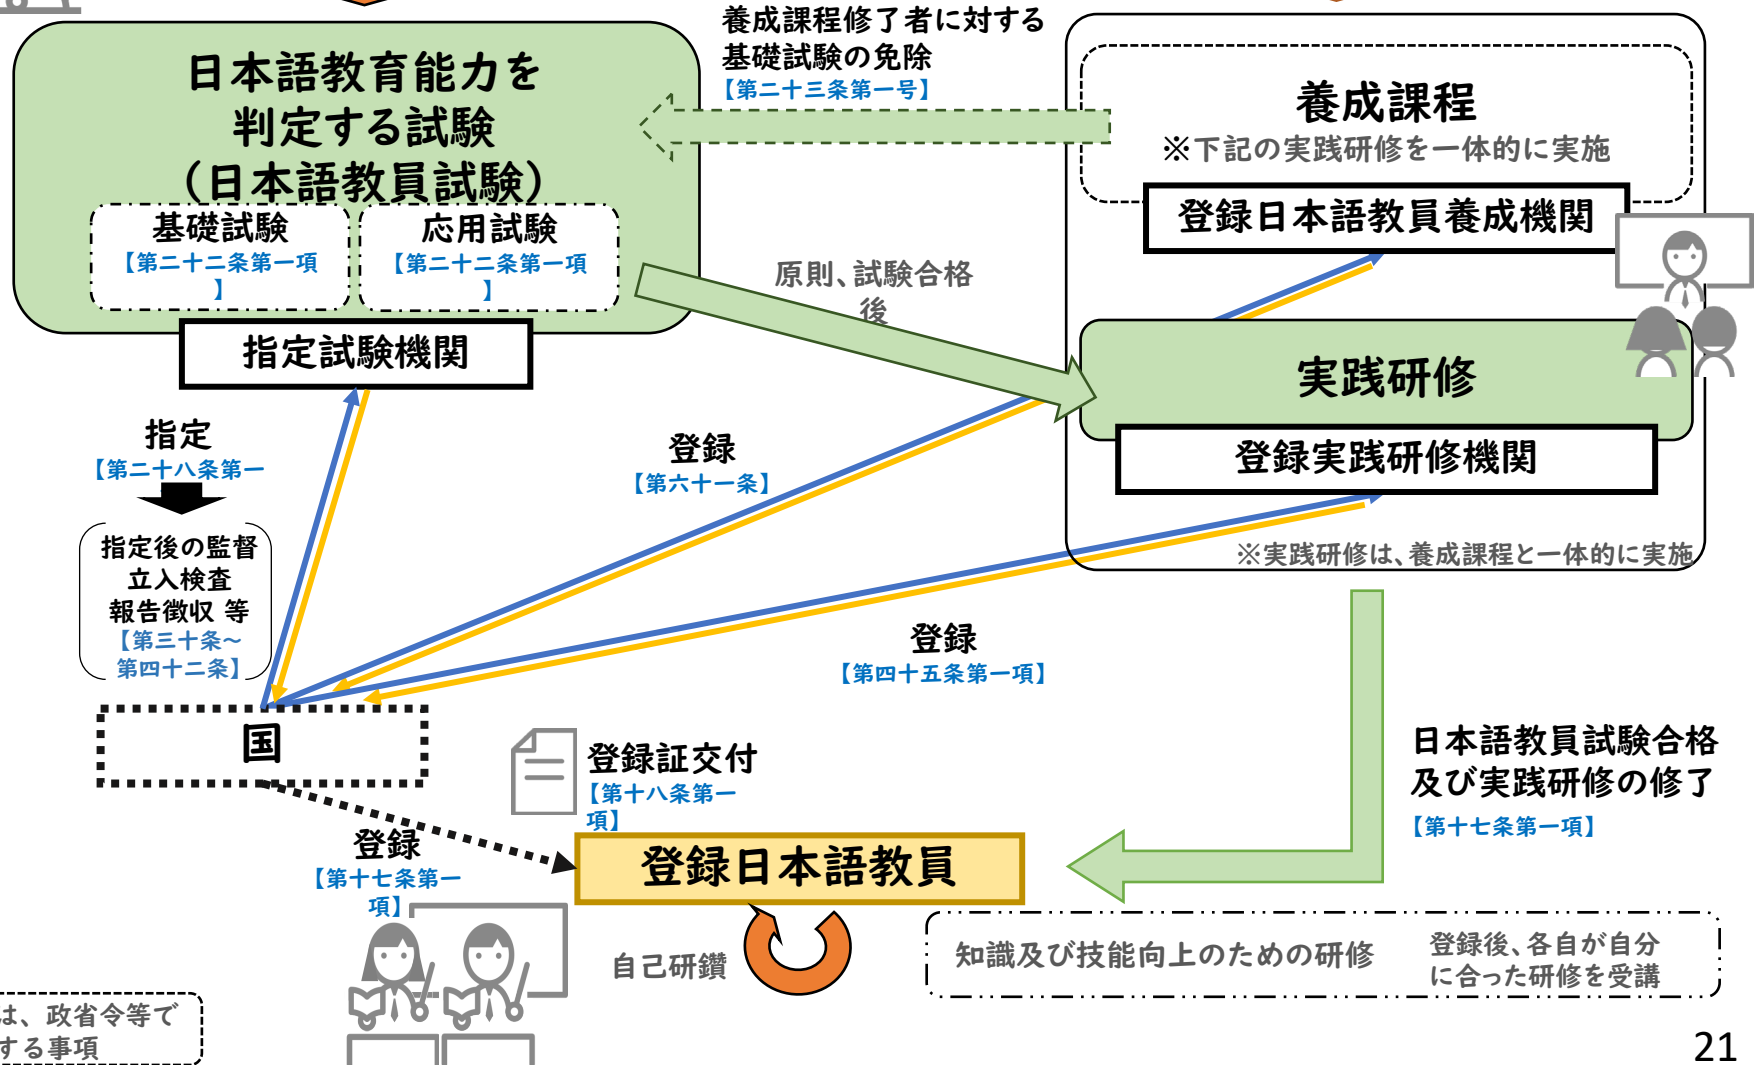 養成課程修了者に対する
基礎試験の免除
【第二十三条第一号】
日本語教育能力を
判定する試験
（日本語教員試験）
基礎試験
【第二十二条第一項
】
応用試験
【第二十二条第一項
】
指定試験機関
養成課程
※下記の実践研修を一体的に実施
登録日本語教員養成機関
原則、試験合格
後
実践研修
登録実践研修機関
※実践研修は、養成課程と一体的に実施
指定
【第二十八条第一
指定後の監督
立入検査
報告徴収 等
【第三十条～
第四十二条】
登録
【第六十一条】
登録
【第四十五条第一項】
国
登録証交付
【第十八条第一
項】
登録
【第十七条第一
項】
登録日本語教員
日本語教員試験合格
及び実践研修の修了
【第十七条第一項】
自己研鑽
知識及び技能向上のための研修
登録後、各自が自分
に合った研修を受講
は、政省令等で
する事項
21